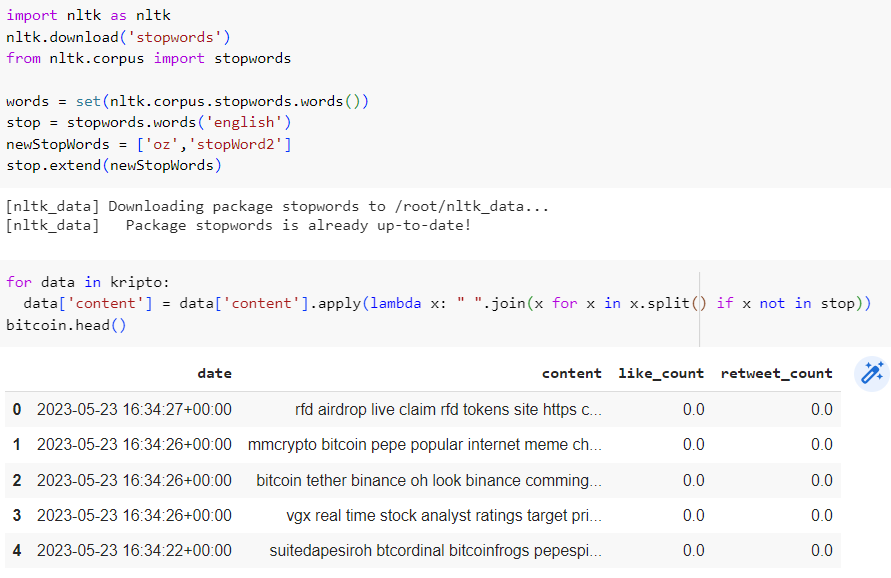 import nltk as nltk
nltk.download('stopwords')
from nltk.corpus import stopwords
words = set(nltk.corpus.stopwords.words())
stop = stopwords.words('english')
newStopWords = ['oz','stopWord2']
stop.extend(newStopWords)
[nltk_data] Downloading package stopwords to /root/nltk_data...
[nltk_data]   Package stopwords is already up-to-date!
for data in kripto:
  data['content'] = data['content'].apply(lambda x: " ".join(x for x in x.split() if x not in stop))
bitcoin.head()
date content like_count retweet_count
0 2023-05-23 16:34:27+00:00 rfd airdrop live claim rfd tokens site https c... 0.0 0.0
1 2023-05-23 16:34:26+00:00 mmcrypto bitcoin pepe popular internet meme ch... 0.0 0.0
2 2023-05-23 16:34:26+00:00 bitcoin tether binance oh look binance comming... 0.0 0.0
3 2023-05-23 16:34:26+00:00 vgx real time stock analyst ratings target pri... 0.0 0.0
4 2023-05-23 16:34:22+00:00 suitedapesiroh btcordinal bitcoinfrogs pepespi... 0.0 0.0